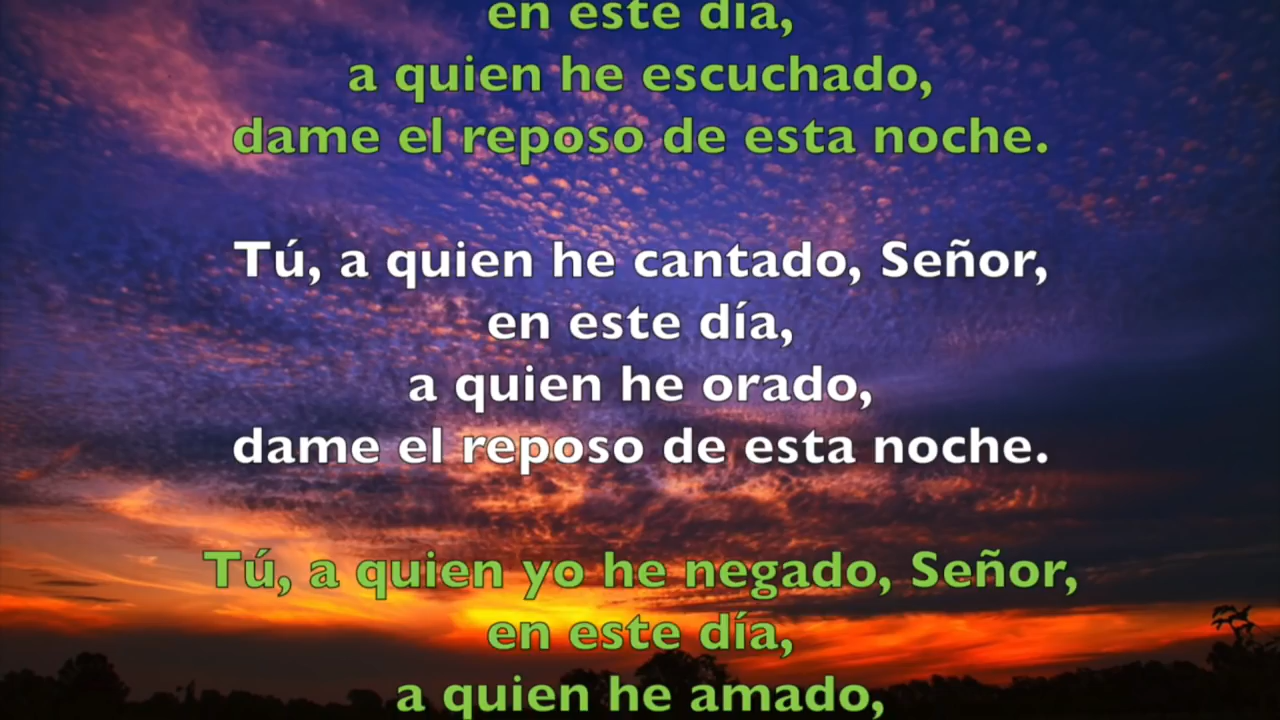 en este día,
a quien he escuchado,
dame el reposo de esta noche.
Tú, a quien he cantado, Señor,
en este día,
a quien he orado,
dame el reposo de esta noche.
Tú, a quien yo he negado, Señor,
en este día,
a quien he amado,